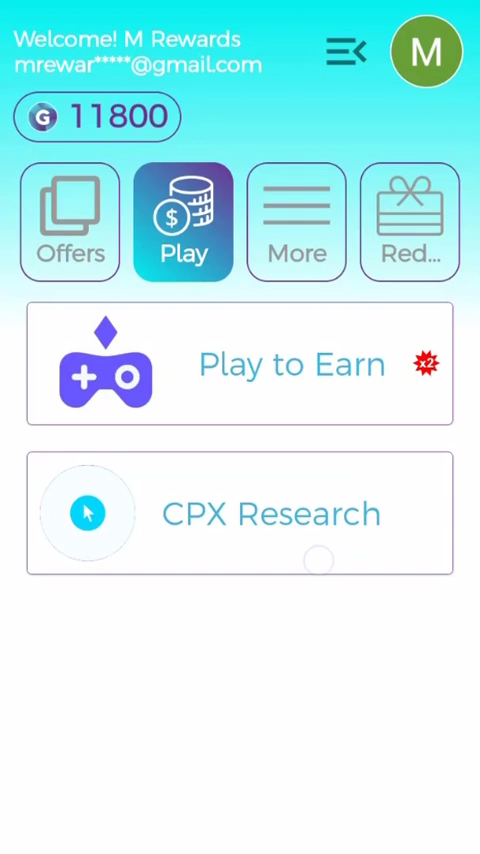 Welcome! M Rewards
mrewar*****@gmail.com
M
G 11800
Offers
Play
More
Red...
Play to Earn
x2
CPX Research